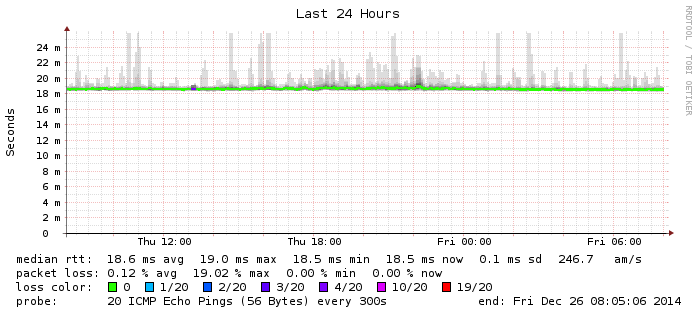 Last 24 Hours
RRDTOOL / TOBI OETIKER
Seconds
24 m
22 m
20 m
18 m
16 m
14 m
12 m
10 m
8 m
6 m
4 m
2 m
0
Thu 12:00 Thu 18:00 Fri 00:00 Fri 06:00
median rtt: 18.6 ms avg 19.0 ms max 18.5 ms min 18.5 ms now 0.1 ms sd 246.7 am/s
packet loss: 0.12 % avg 19.02 % max 0.00 % min 0.00 % now
loss color: 0 1/20 2/20 3/20 4/20 10/20 19/20
probe: 20 ICMP Echo Pings (56 Bytes) every 300s end: Fri Dec 26 08:05:06 2014